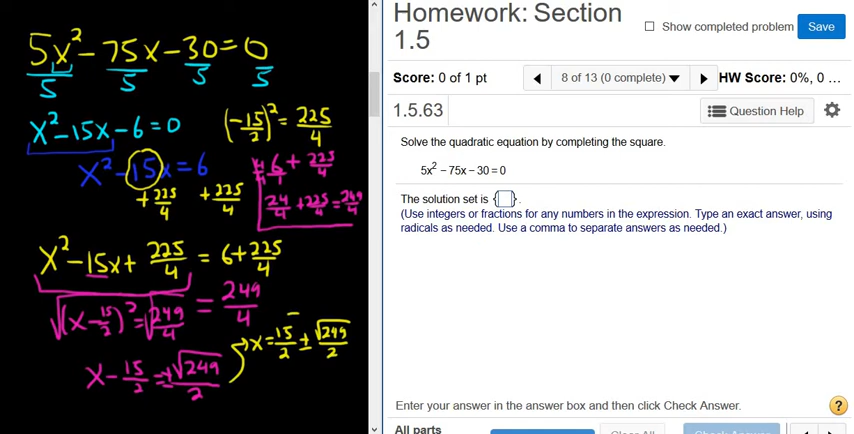 5x² - 75x - 30 = 0
5 5 5 5
x² - 15x - 6 = 0
(-15/2)² = 225/4
x² - 15x = 6
+ 225/4 + 225/4
4/4 · 6/1 + 225/4
24/4 + 225/4 = 249/4
x² - 15x + 225/4 = 6 + 225/4
√(x - 15/2)² = √249/4 = 249/4
x - 15/2 = ± √249/2
x = 15/2 ± √249/2
Homework: Section 1.5
Show completed problem
Save
Score: 0 of 1 pt
8 of 13 (0 complete)
HW Score: 0%, 0 ...
1.5.63
Question Help
Solve the quadratic equation by completing the square.
5x² - 75x - 30 = 0
The solution set is { }.
(Use integers or fractions for any numbers in the expression. Type an exact answer, using
radicals as needed. Use a comma to separate answers as needed.)
Enter your answer in the answer box and then click Check Answer.
?
All parts
Clear All
Check Answer